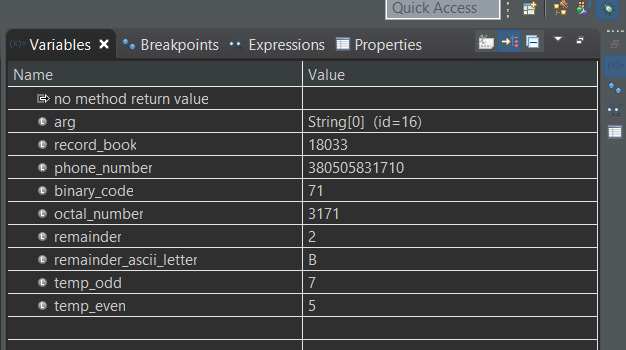 Quick Access
Variables Breakpoints Expressions Properties
Name Value
no method return value
arg String[0] (id=16)
record_book 18033
phone_number 380505831710
binary_code 71
octal_number 3171
remainder 2
remainder_ascii_letter B
temp_odd 7
temp_even 5